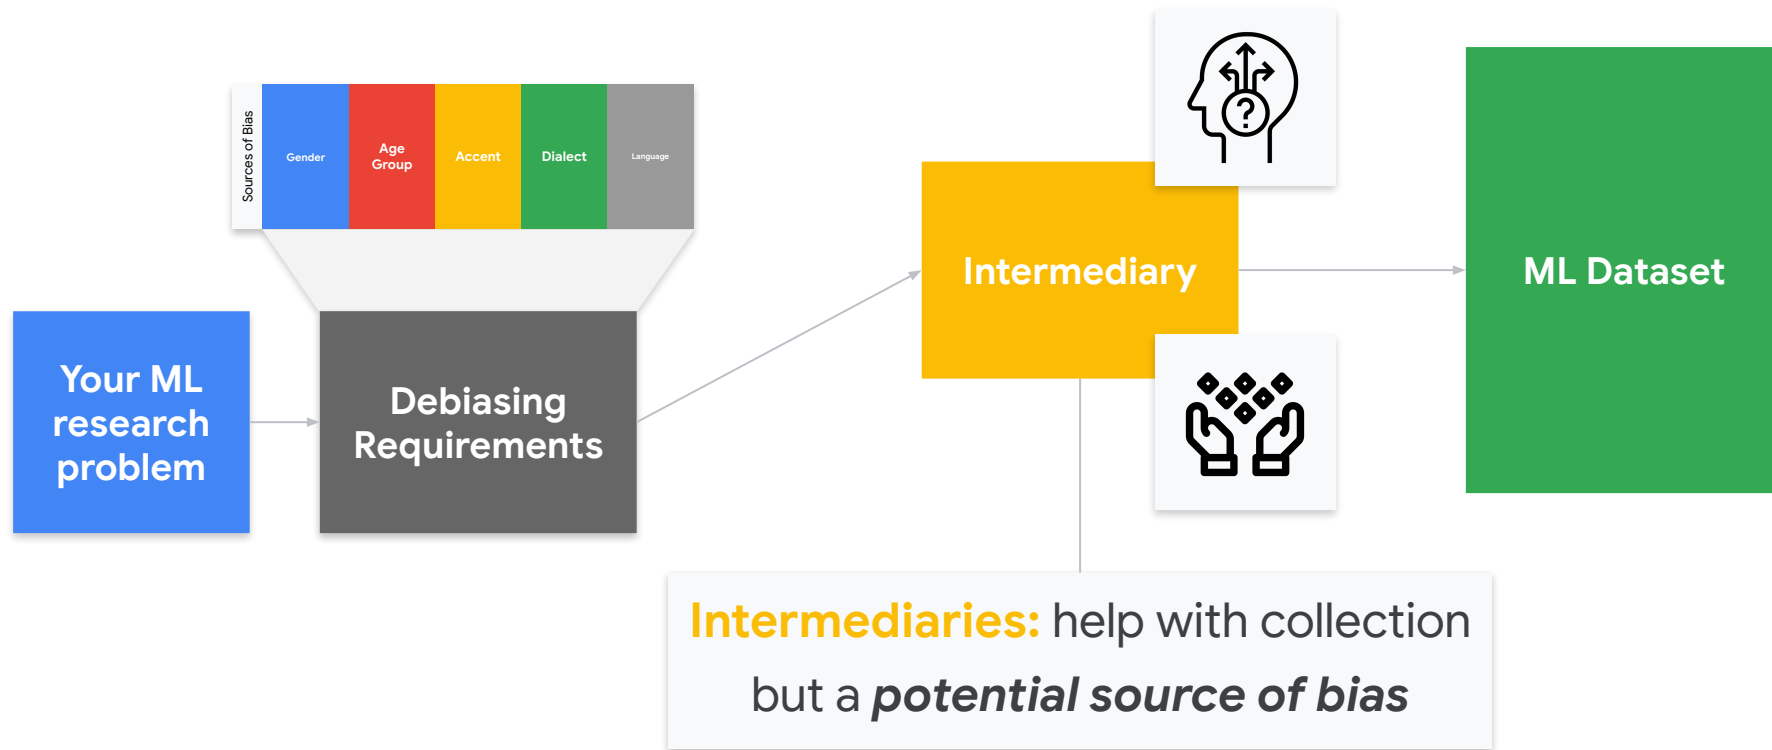 Sources of Bias
Gender
Age
Group
Accent
Dialect
Language
Your ML
research
problem
Debiasing
Requirements
?
Intermediary
ML Dataset
Intermediaries: help with collection
but a potential source of bias